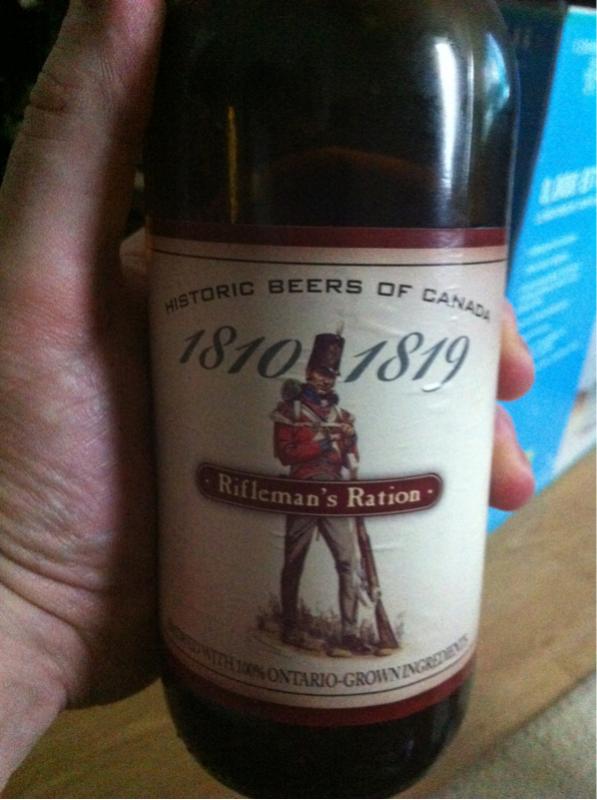 HISTORIC BEERS OF CANADA
1810 1819
· Rifleman's Ration ·
WITH 100% ONTARIO-GROWN INGREDIENTS